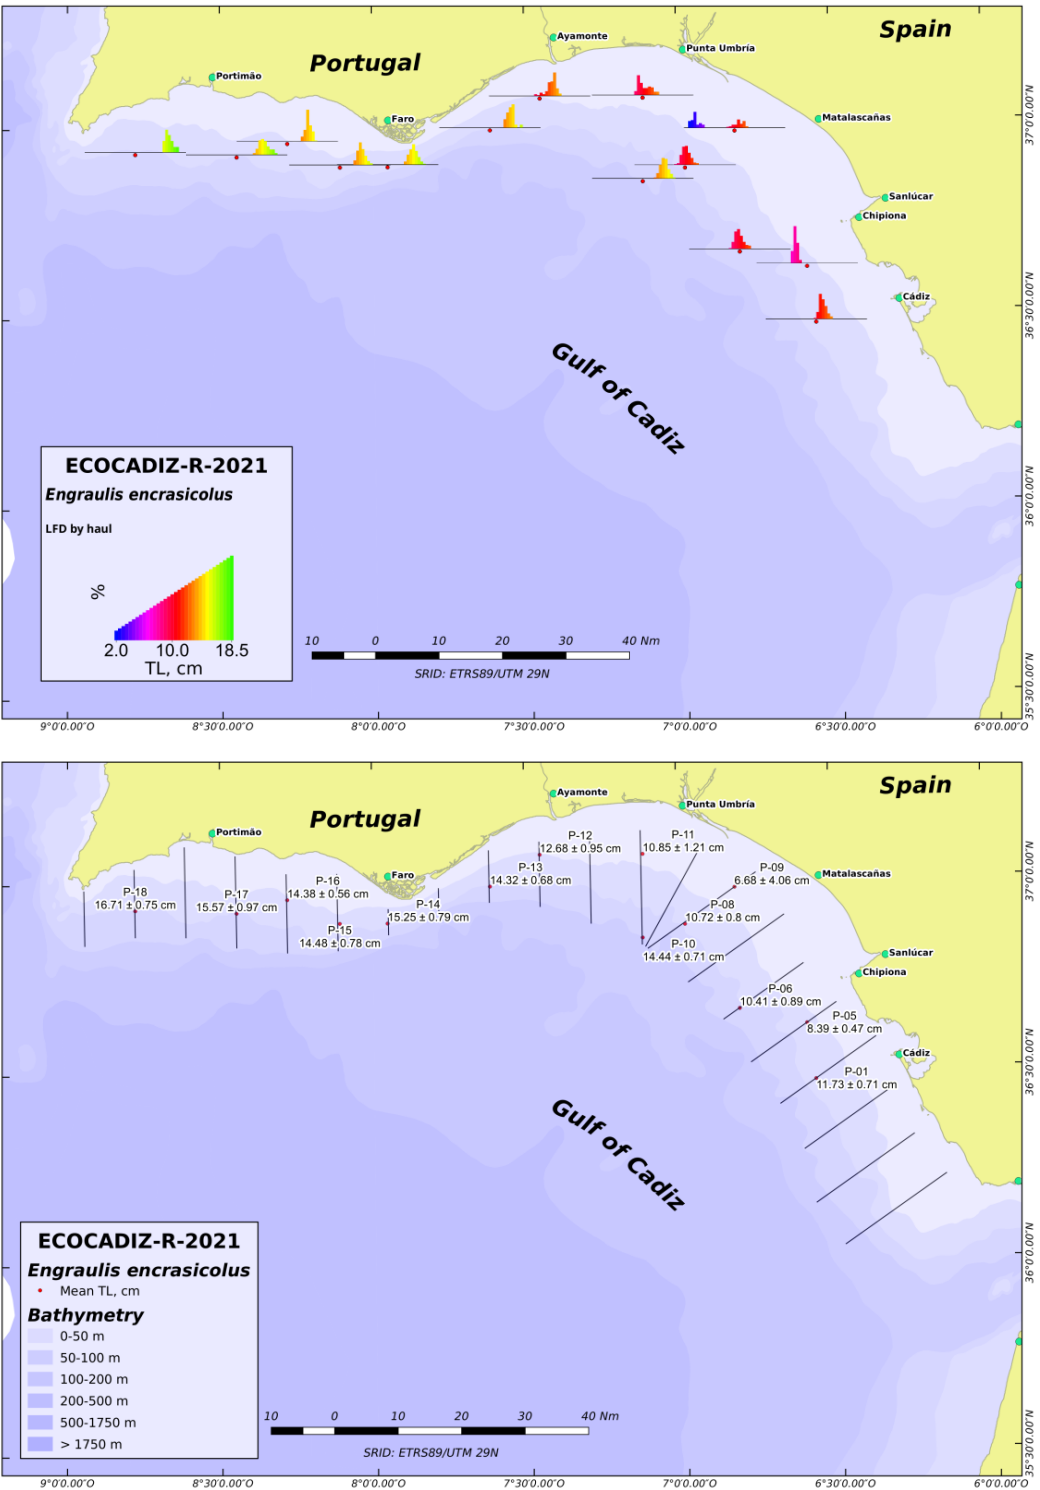 Spain
Portugal
Ayamonte
Punta Umbría
Portimão
Faro
Matalascañas
Sanlúcar
Chipiona
Cádiz
Gulf of Cadiz
37°0'0.00"N
36°30'0.00"N
36°0'0.00"N
35°30'0.00"N
ECOCADIZ-R-2021
Engraulis encrasicolus
LFD by haul
%
2.0 10.0 18.5
TL, cm
10 0 10 20 30 40 Nm
SRID: ETRS89/UTM 29N
9°0'0.00"O 8°30'0.00"O 8°0'0.00"O 7°30'0.00"O 7°0'0.00"O 6°30'0.00"O 6°0'0.00"O
Spain
Portugal
Ayamonte
Punta Umbría
Portimão
Faro
Matalascañas
Sanlúcar
Chipiona
Cádiz
P-12
12.68 ± 0.95 cm
P-11
10.85 ± 1.21 cm
P-13
14.32 ± 0.68 cm
P-09
6.68 ± 4.06 cm
P-16
14.38 ± 0.56 cm
P-18
16.71 ± 0.75 cm
P-17
15.57 ± 0.97 cm
P-14
15.25 ± 0.79 cm
P-08
10.72 ± 0.8 cm
P-15
14.48 ± 0.78 cm
P-10
14.44 ± 0.71 cm
P-06
10.41 ± 0.89 cm
P-05
8.39 ± 0.47 cm
P-01
11.73 ± 0.71 cm
Gulf of Cadiz
37°0'0.00"N
36°30'0.00"N
36°0'0.00"N
35°30'0.00"N
ECOCADIZ-R-2021
Engraulis encrasicolus
Mean TL, cm
Bathymetry
0-50 m
50-100 m
100-200 m
200-500 m
500-1750 m
> 1750 m
10 0 10 20 30 40 Nm
SRID: ETRS89/UTM 29N
9°0'0.00"O 8°30'0.00"O 8°0'0.00"O 7°30'0.00"O 7°0'0.00"O 6°30'0.00"O 6°0'0.00"O